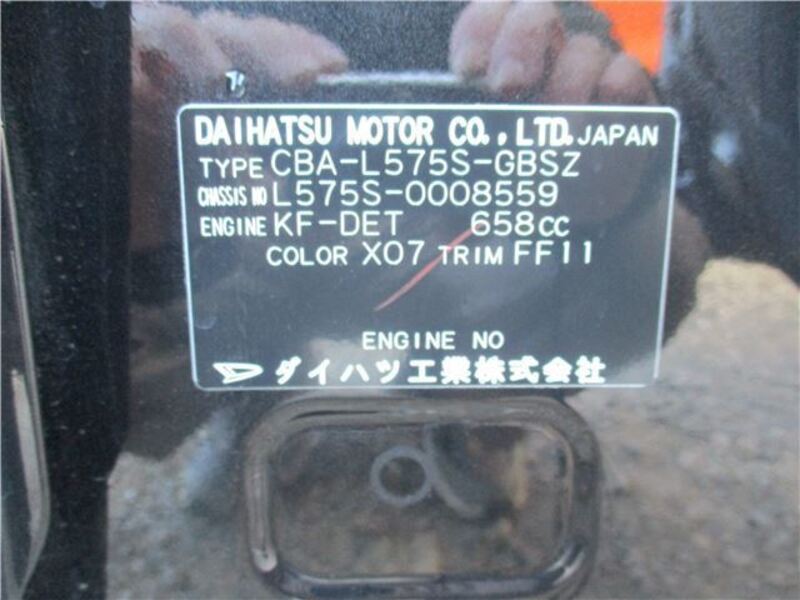 DAIHATSU MOTOR CO., LTD. JAPAN
TYPE CBA-L575S-GBSZ
CHASSIS NO L575S-0008559
ENGINE KF-DET 658CC
COLOR X07 TRIM FF11
ENGINE NO
ダイハツ工業株式会社